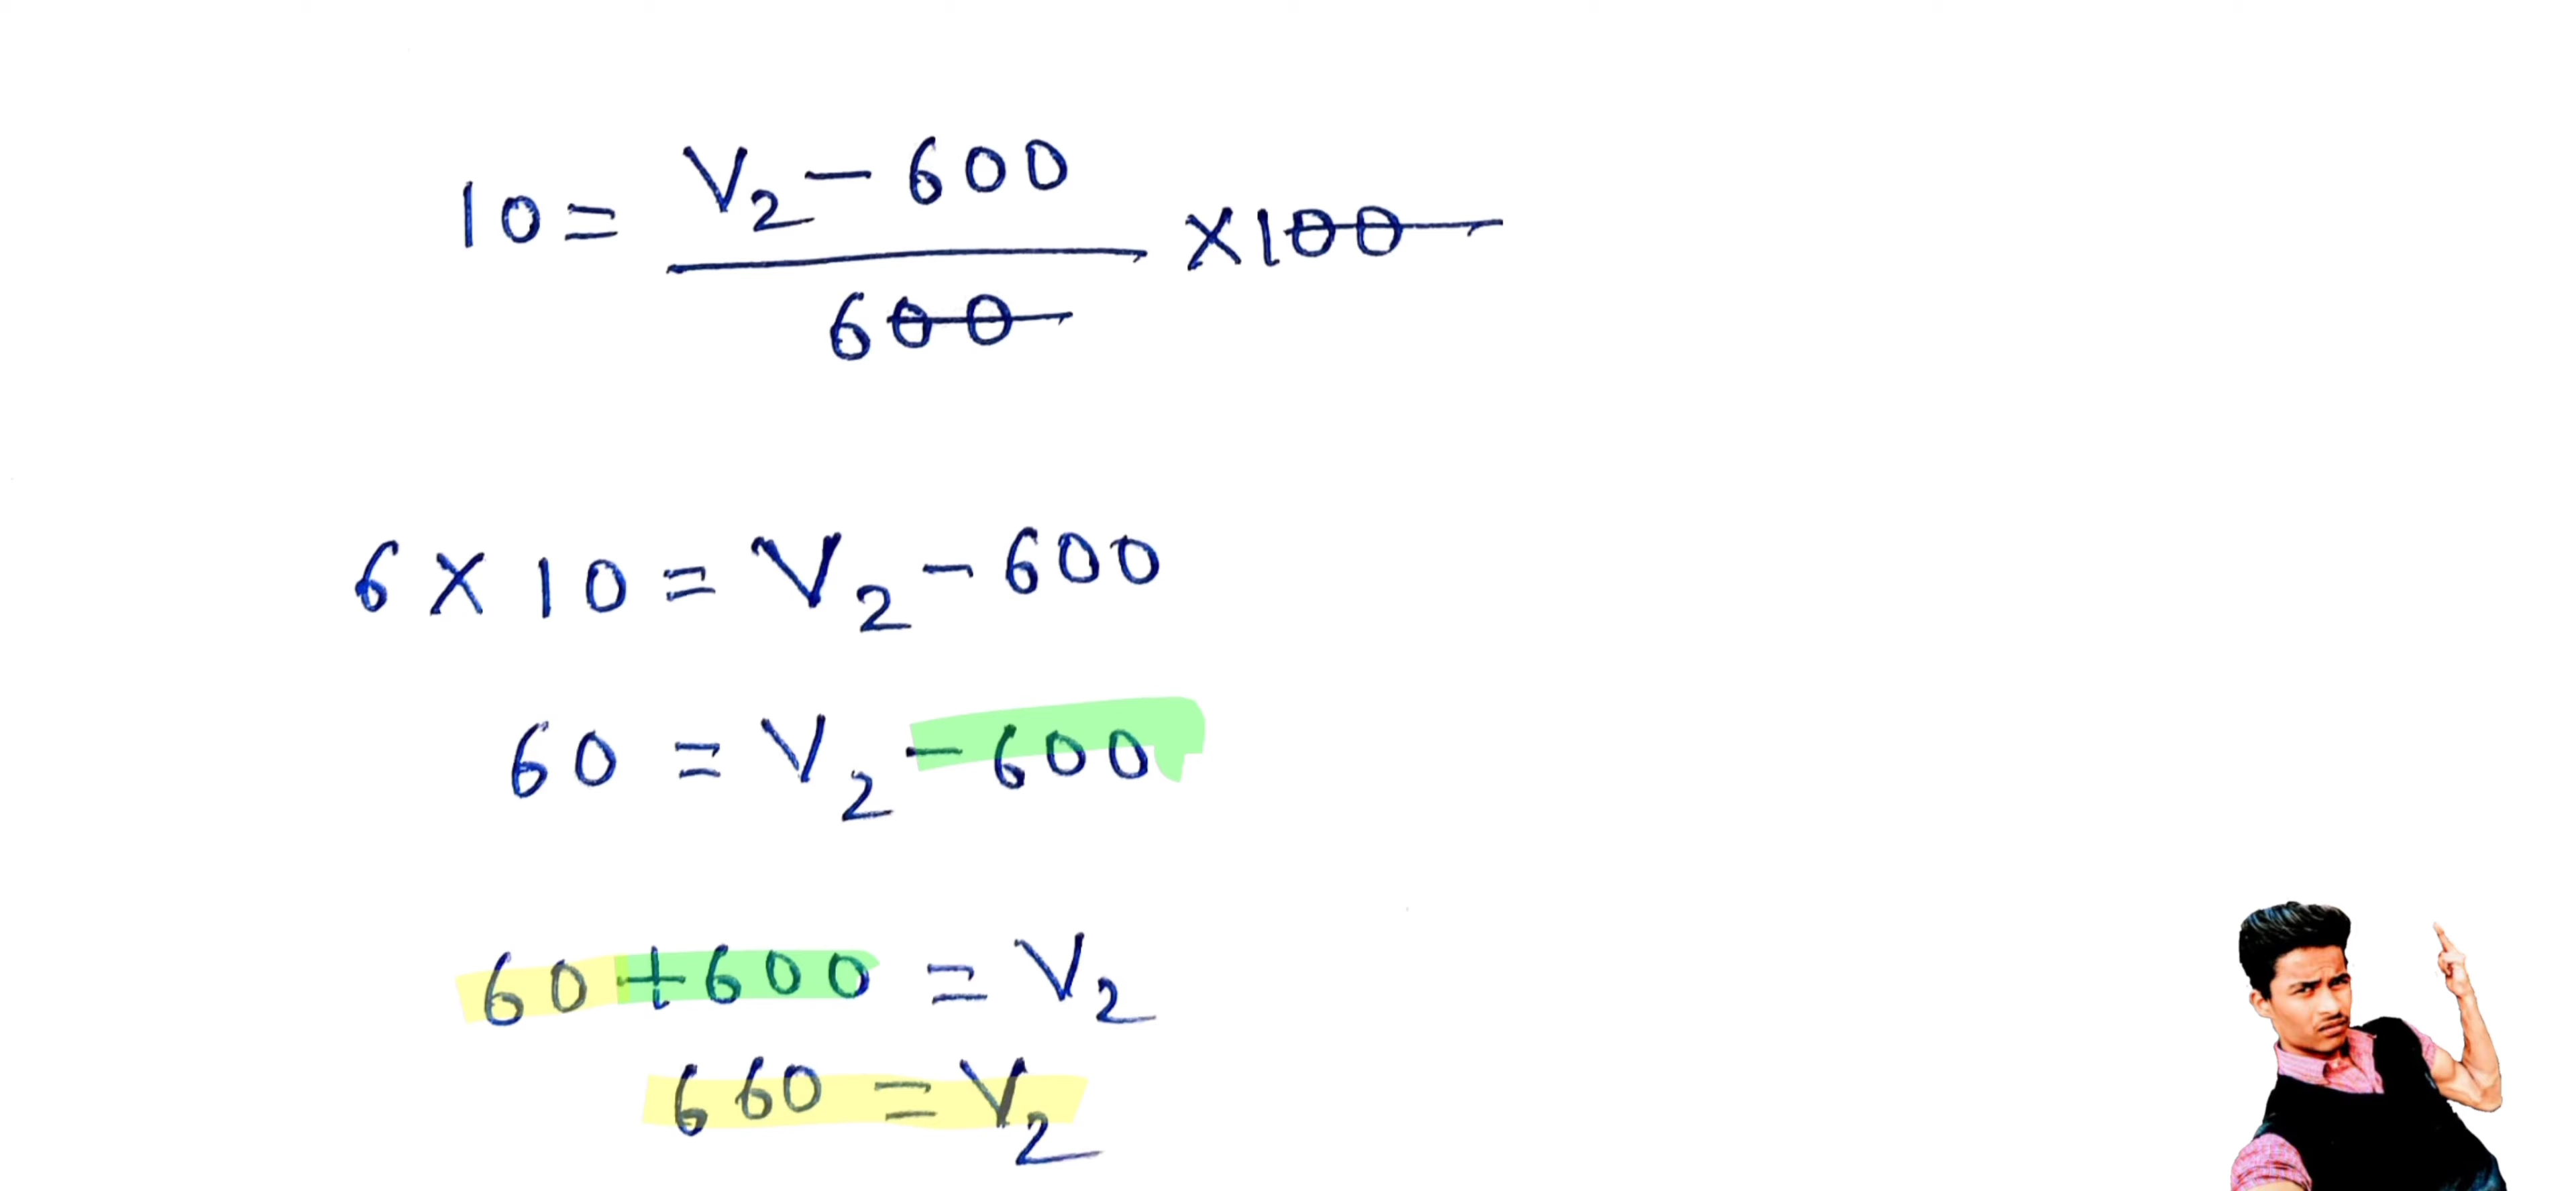 10 = V₂ - 600 / 600 × 100
6 × 10 = V₂ - 600
60 = V₂ - 600
60 + 600 = V₂
660 = V₂